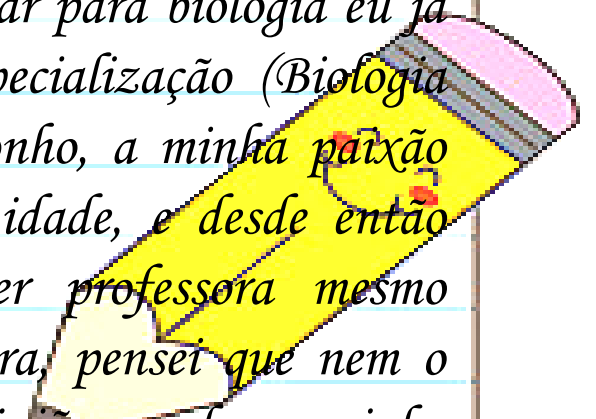 ar para biologia eu já
pecialização (Biologia
onho, a minha paixão
idade, e desde então
er professora mesmo
ra, pensei que nem o